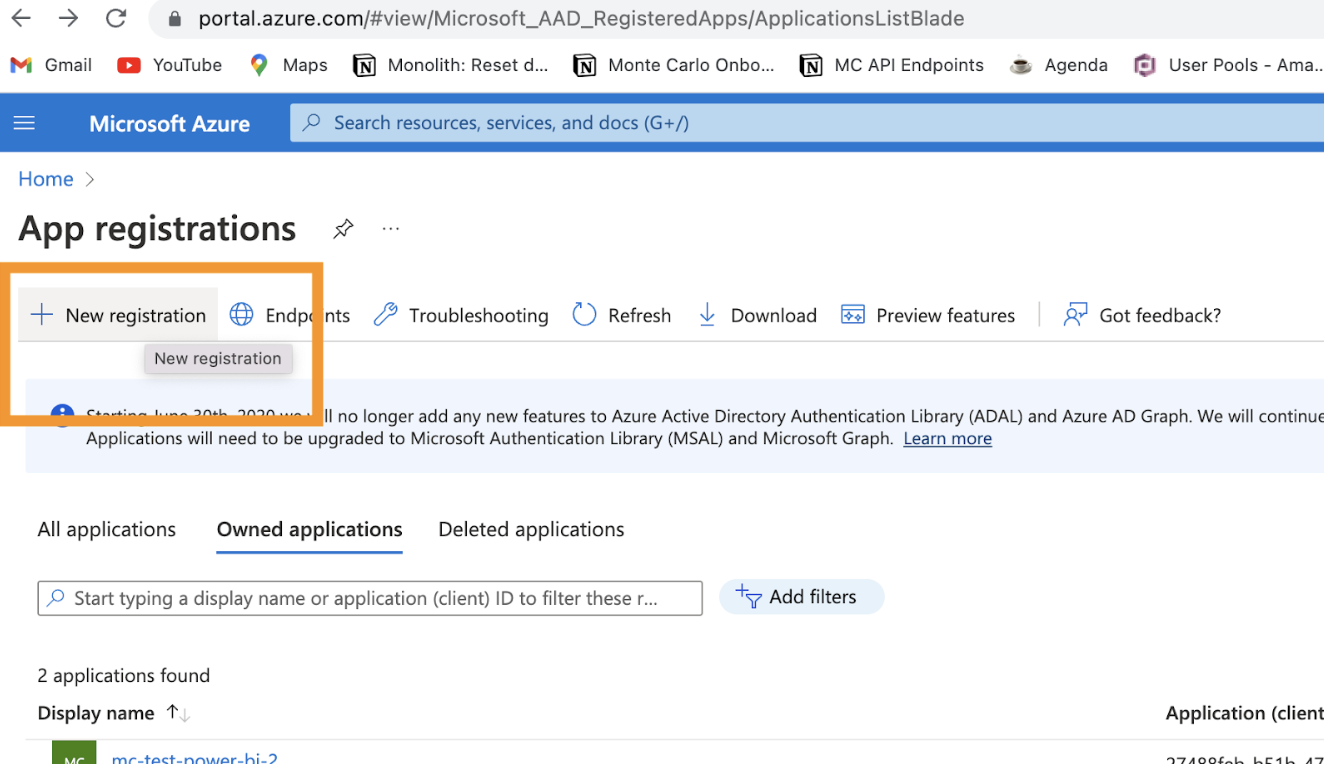 portal.azure.com/#view/Microsoft_AAD_RegisteredApps/ApplicationsListBlade
Gmail YouTube Maps Monolith: Reset d... Monte Carlo Onbo... MC API Endpoints Agenda User Pools - Ama...
Microsoft Azure Search resources, services, and docs (G+/)
Home
App registrations ...
New registration Endpoints Troubleshooting Refresh Download Preview features Got feedback?
New registration
Starting June 30th, 2020 we will no longer add any new features to Azure Active Directory Authentication Library (ADAL) and Azure AD Graph. We will continue
Applications will need to be upgraded to Microsoft Authentication Library (MSAL) and Microsoft Graph. Learn more
All applications Owned applications Deleted applications
Start typing a display name or application (client) ID to filter these r... Add filters
2 applications found
Display name Application (client
MC mc-test-power-bi-2 27488feb-b51b-47